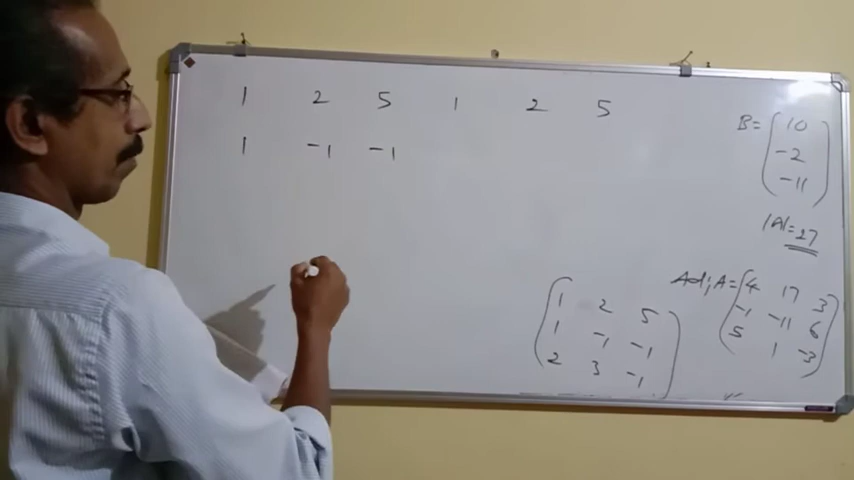 1 2 5 1 2 5
1 -1 -1
B = (10
-2
-11)
|A| = 27
Adj A = (4 17 3
-1 -11 6
5 1 -3)
(1 2 5
1 -1 -1
2 3 -1)